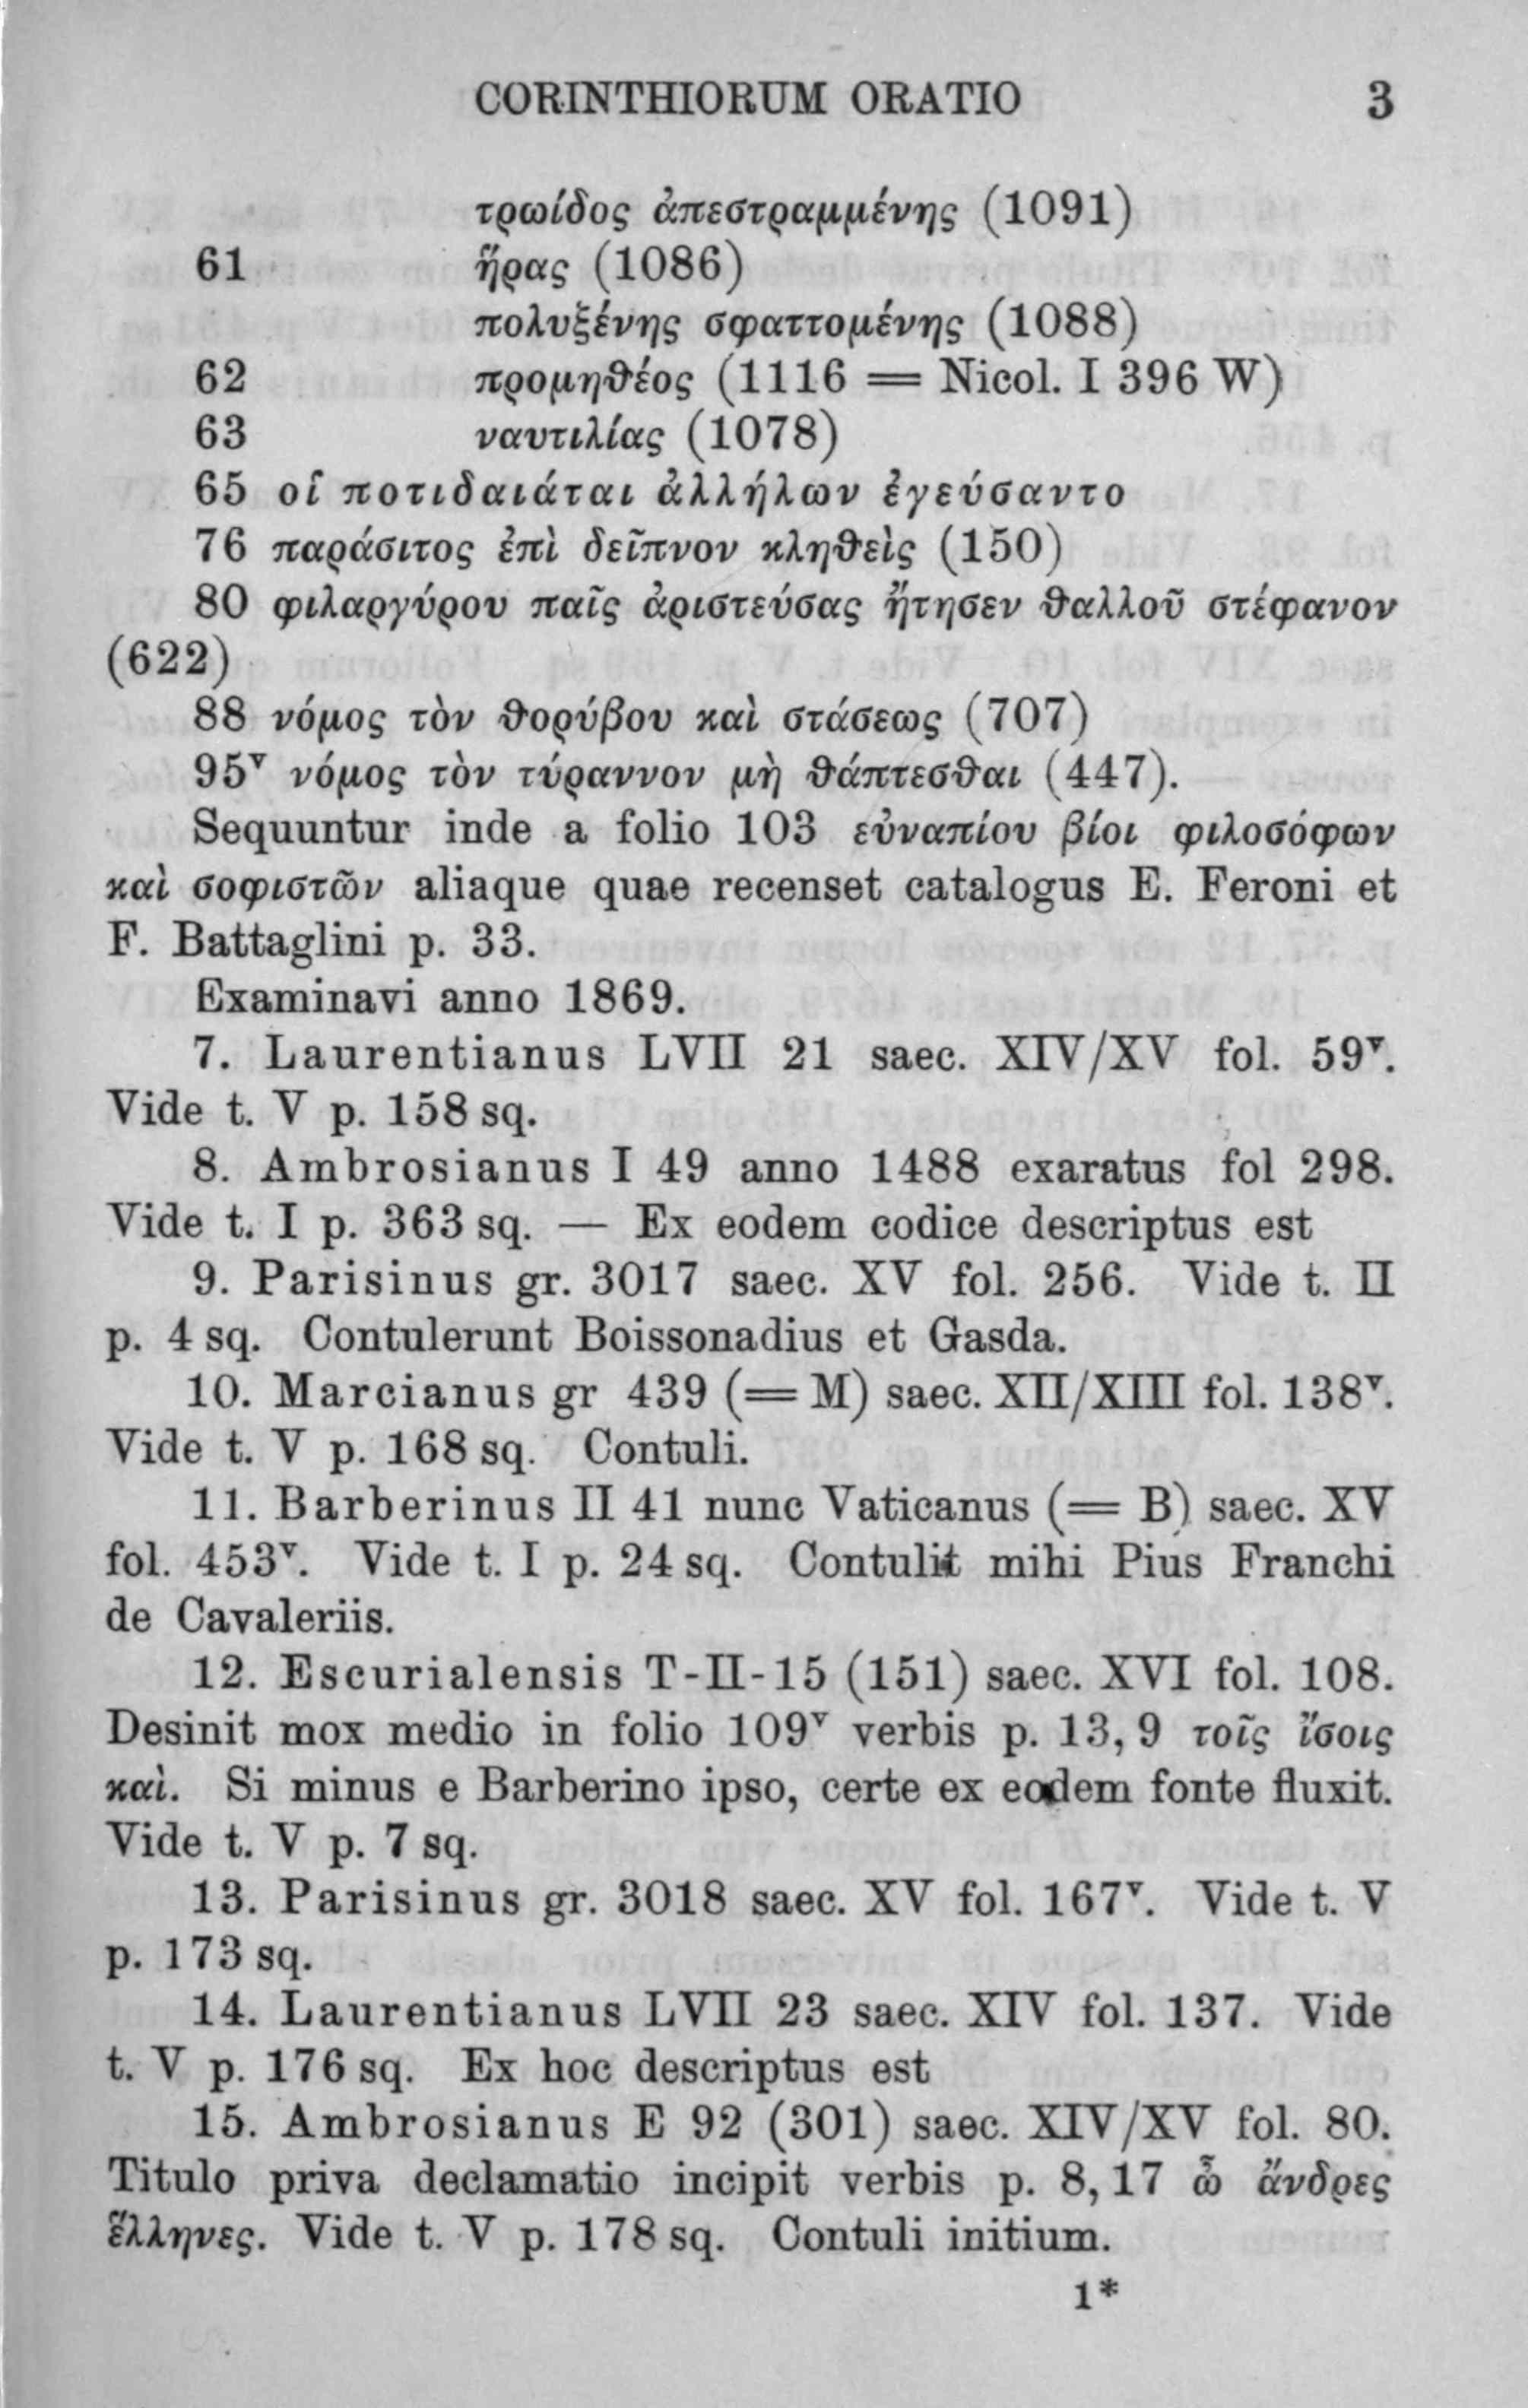 CORINTHIORUM ORATIO 3
τρωίδος ἀπεστραμμένης (1091)
61 ἥρας (1086)
πολυξένης σφαττομένης (1088)
62 προμηθέος (1116 = Nicol. I 396 W)
63 ναυτιλίας (1078)
65 οἱ ποτιδαιάται ἀλλήλων ἐγεύσαντο
76 παράσιτος ἐπὶ δεῖπνον κληθεὶς (150)
80 φιλαργύρου παῖς ἀριστεύσας ᾔτησεν θαλλοῦ στέφανον
(622)
88 νόμος τὸν θορύβου καὶ στάσεως (707)
95ᵛ νόμος τὸν τύραννον μὴ θάπτεσθαι (447).
Sequuntur inde a folio 103 εὐναπίου βίοι φιλοσόφων
καὶ σοφιστῶν aliaque quae recenset catalogus E. Feroni et
F. Battaglini p. 33.
Examinavi anno 1869.
7. Laurentianus LVII 21 saec. XIV/XV fol. 59ᵛ.
Vide t. V p. 158 sq.
8. Ambrosianus I 49 anno 1488 exaratus fol 298.
Vide t. I p. 363 sq. — Ex eodem codice descriptus est
9. Parisinus gr. 3017 saec. XV fol. 256. Vide t. II
p. 4 sq. Contulerunt Boissonadius et Gasda.
10. Marcianus gr 439 (= M) saec. XII/XIII fol. 138ᵛ.
Vide t. V p. 168 sq. Contuli.
11. Barberinus II 41 nunc Vaticanus (= B) saec. XV
fol. 453ᵛ. Vide t. I p. 24 sq. Contulit mihi Pius Franchi
de Cavaleriis.
12. Escurialensis T-II-15 (151) saec. XVI fol. 108.
Desinit mox medio in folio 109ᵛ verbis p. 13, 9 τοῖς ἴσοις
καὶ. Si minus e Barberino ipso, certe ex eodem fonte fluxit.
Vide t. V p. 7 sq.
13. Parisinus gr. 3018 saec. XV fol. 167ᵛ. Vide t. V
p. 173 sq.
14. Laurentianus LVII 23 saec. XIV fol. 137. Vide
t. V p. 176 sq. Ex hoc descriptus est
15. Ambrosianus E 92 (301) saec. XIV/XV fol. 80.
Titulo priva declamatio incipit verbis p. 8, 17 ὦ ἄνδρες
ἕλληνες. Vide t. V p. 178 sq. Contuli initium.
1*